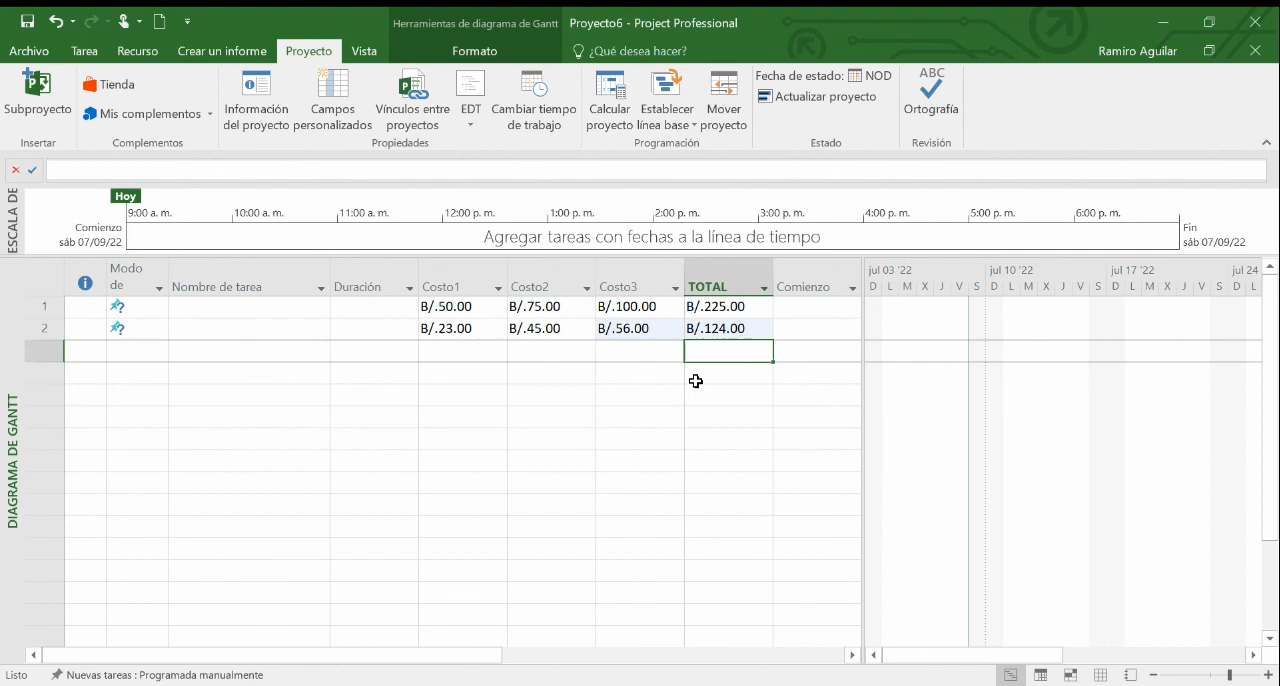 Herramientas de diagrama de Gantt Proyecto6 - Project Professional
Archivo Tarea Recurso Crear un informe Proyecto Vista Formato ¿Qué desea hacer? Ramiro Aguilar
Subproyecto
Insertar
Tienda
Mis complementos
Complementos
Información del proyecto
Campos personalizados
Vínculos entre proyectos
EDT
Cambiar tiempo de trabajo
Propiedades
Calcular proyecto
Establecer línea base
Mover proyecto
Programación
Fecha de estado: NOD
Actualizar proyecto
Estado
ABC
Ortografía
Revisión
ESCALA DE
Hoy
9:00 a. m. 10:00 a. m. 11:00 a. m. 12:00 p. m. 1:00 p. m. 2:00 p. m. 3:00 p. m. 4:00 p. m. 5:00 p. m. 6:00 p. m.
Comienzo
sáb 07/09/22
Agregar tareas con fechas a la línea de tiempo
Fin
sáb 07/09/22
DIAGRAMA DE GANTT
Modo de Nombre de tarea Duración Costo1 Costo2 Costo3 TOTAL Comienzo
jul 03 '22 jul 10 '22 jul 17 '22 jul 24
D L M X J V S D L M X J V S D L M X J V S D L
1 B/.50.00 B/.75.00 B/.100.00 B/.225.00
2 B/.23.00 B/.45.00 B/.56.00 B/.124.00
Listo Nuevas tareas : Programada manualmente